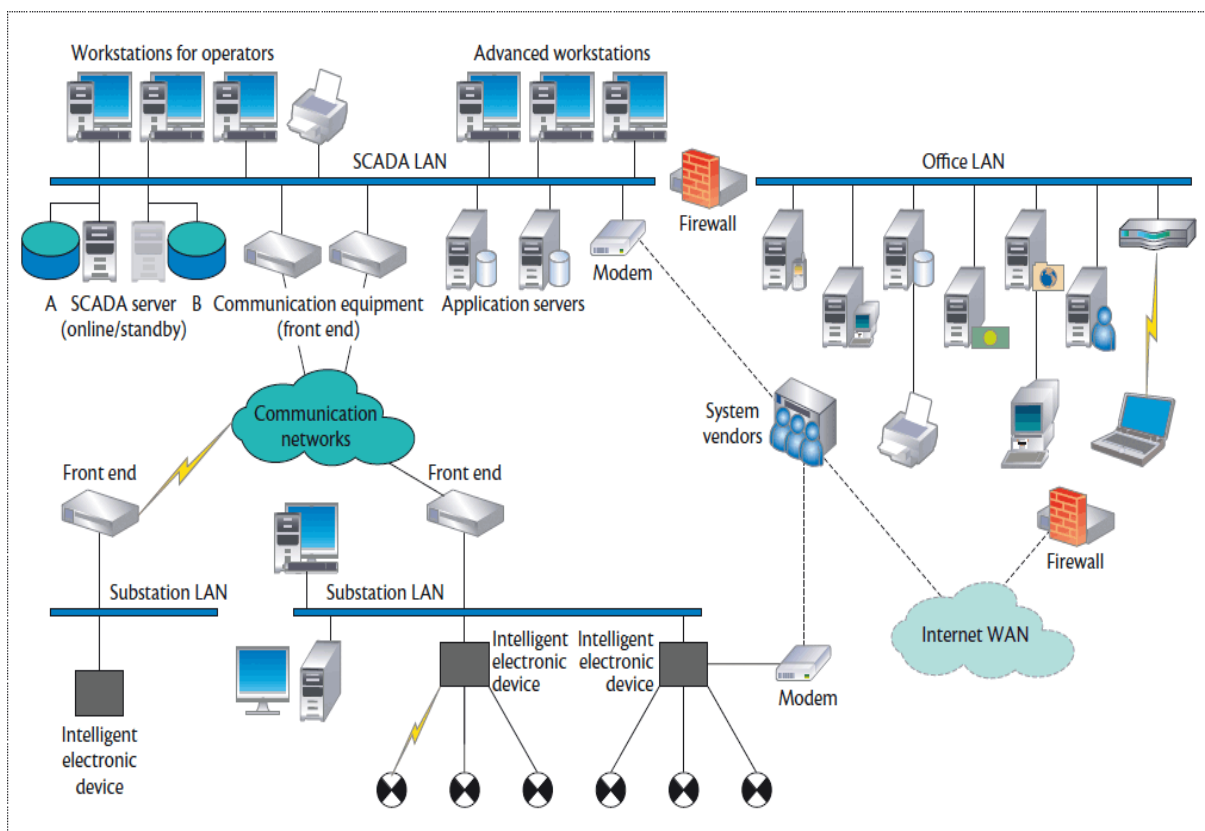 Workstations for operators
Advanced workstations
SCADA LAN
Office LAN
Firewall
Modem
A
SCADA server
(online/standby)
B
Communication equipment
(front end)
Application servers
Communication
networks
System
vendors
Front end
Front end
Firewall
Substation LAN
Substation LAN
Internet WAN
Intelligent
electronic
device
Intelligent
electronic
device
Modem
Intelligent
electronic
device